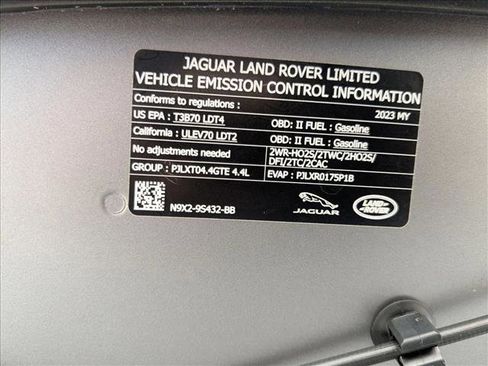 JAGUAR LAND ROVER LIMITED
VEHICLE EMISSION CONTROL INFORMATION
Conforms to regulations : 2023 MY
US EPA : T3B70 LDT4 OBD: II FUEL : Gasoline
California : ULEV70 LDT2 OBD: II FUEL : Gasoline
No adjustments needed 2WR-HO2S/2TWC/2HO2S/
DFI/2TC/2CAC
GROUP : PJLXT04.4GTE 4.4L EVAP : PJLXR0175P1B
N9X2-9S432-BB JAGUAR LAND-ROVER